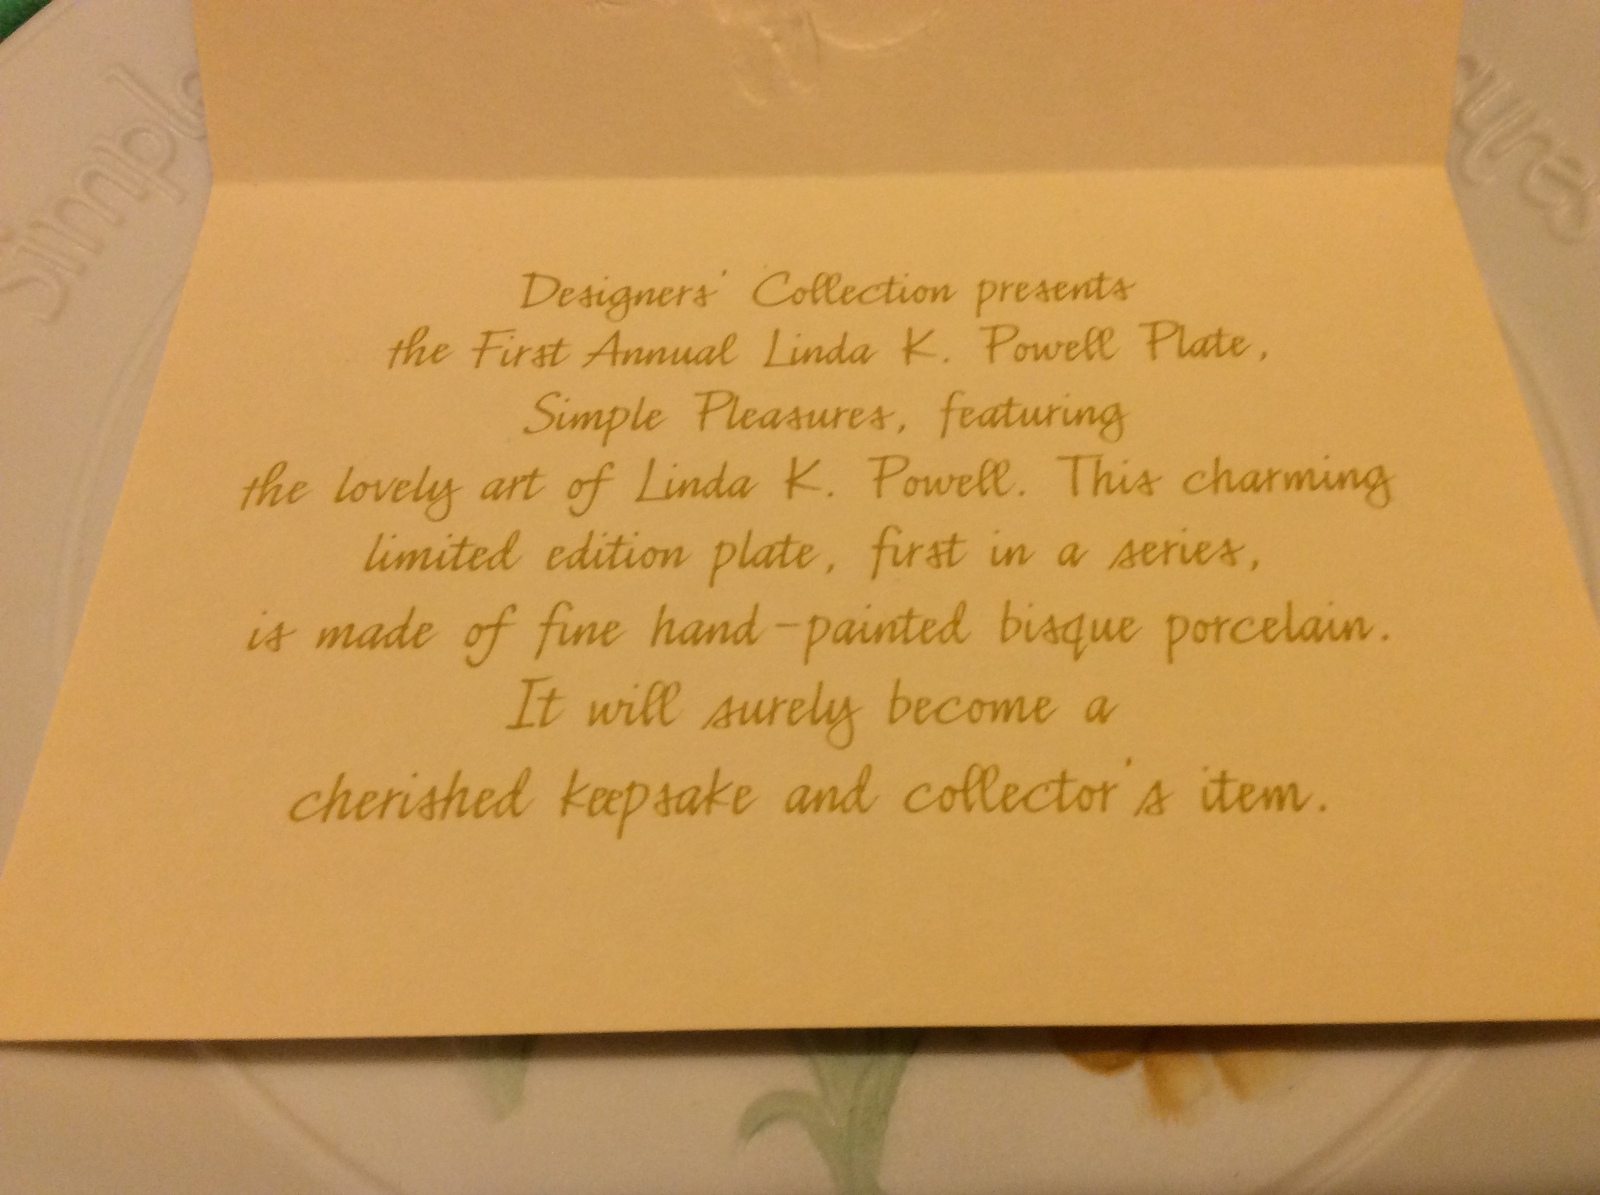 Simple
Designers' Collection presents
the First Annual Linda K. Powell Plate,
Simple Pleasures, featuring
the lovely art of Linda K. Powell. This charming
limited edition plate, first in a series,
is made of fine hand-painted bisque porcelain.
It will surely become a
cherished keepsake and collector's item.